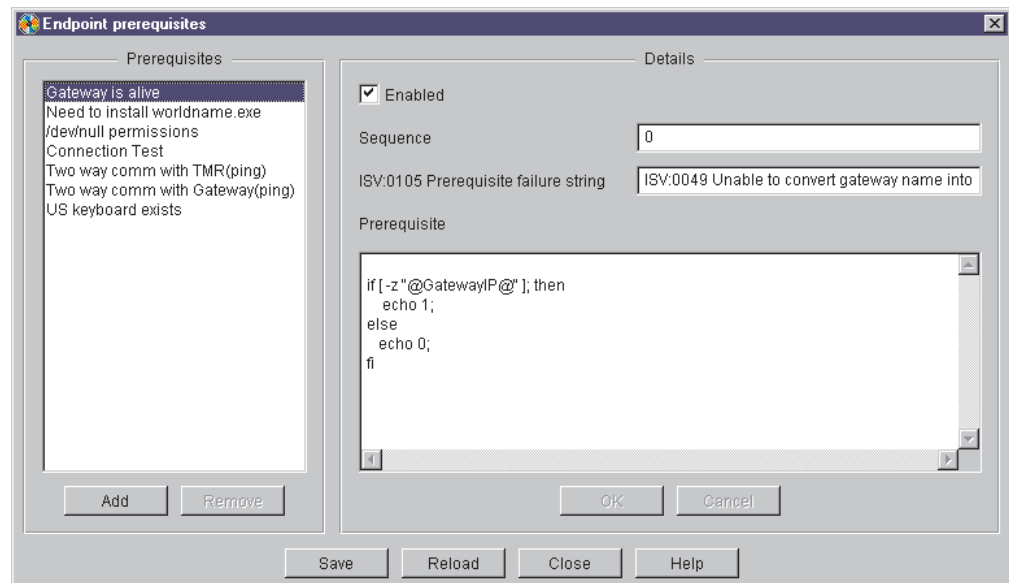 Endpoint prerequisites
Prerequisites
Gateway is alive
Need to install worldname.exe
/dev/null permissions
Connection Test
Two way comm with TMR(ping)
Two way comm with Gateway(ping)
US keyboard exists
Add
Remove
Details
Enabled
Sequence
0
ISV:0105 Prerequisite failure string
ISV:0049 Unable to convert gateway name into
Prerequisite
if [ -z "@GatewayIP@" ]; then
echo 1;
else
echo 0;
fi
OK
Cancel
Save
Reload
Close
Help